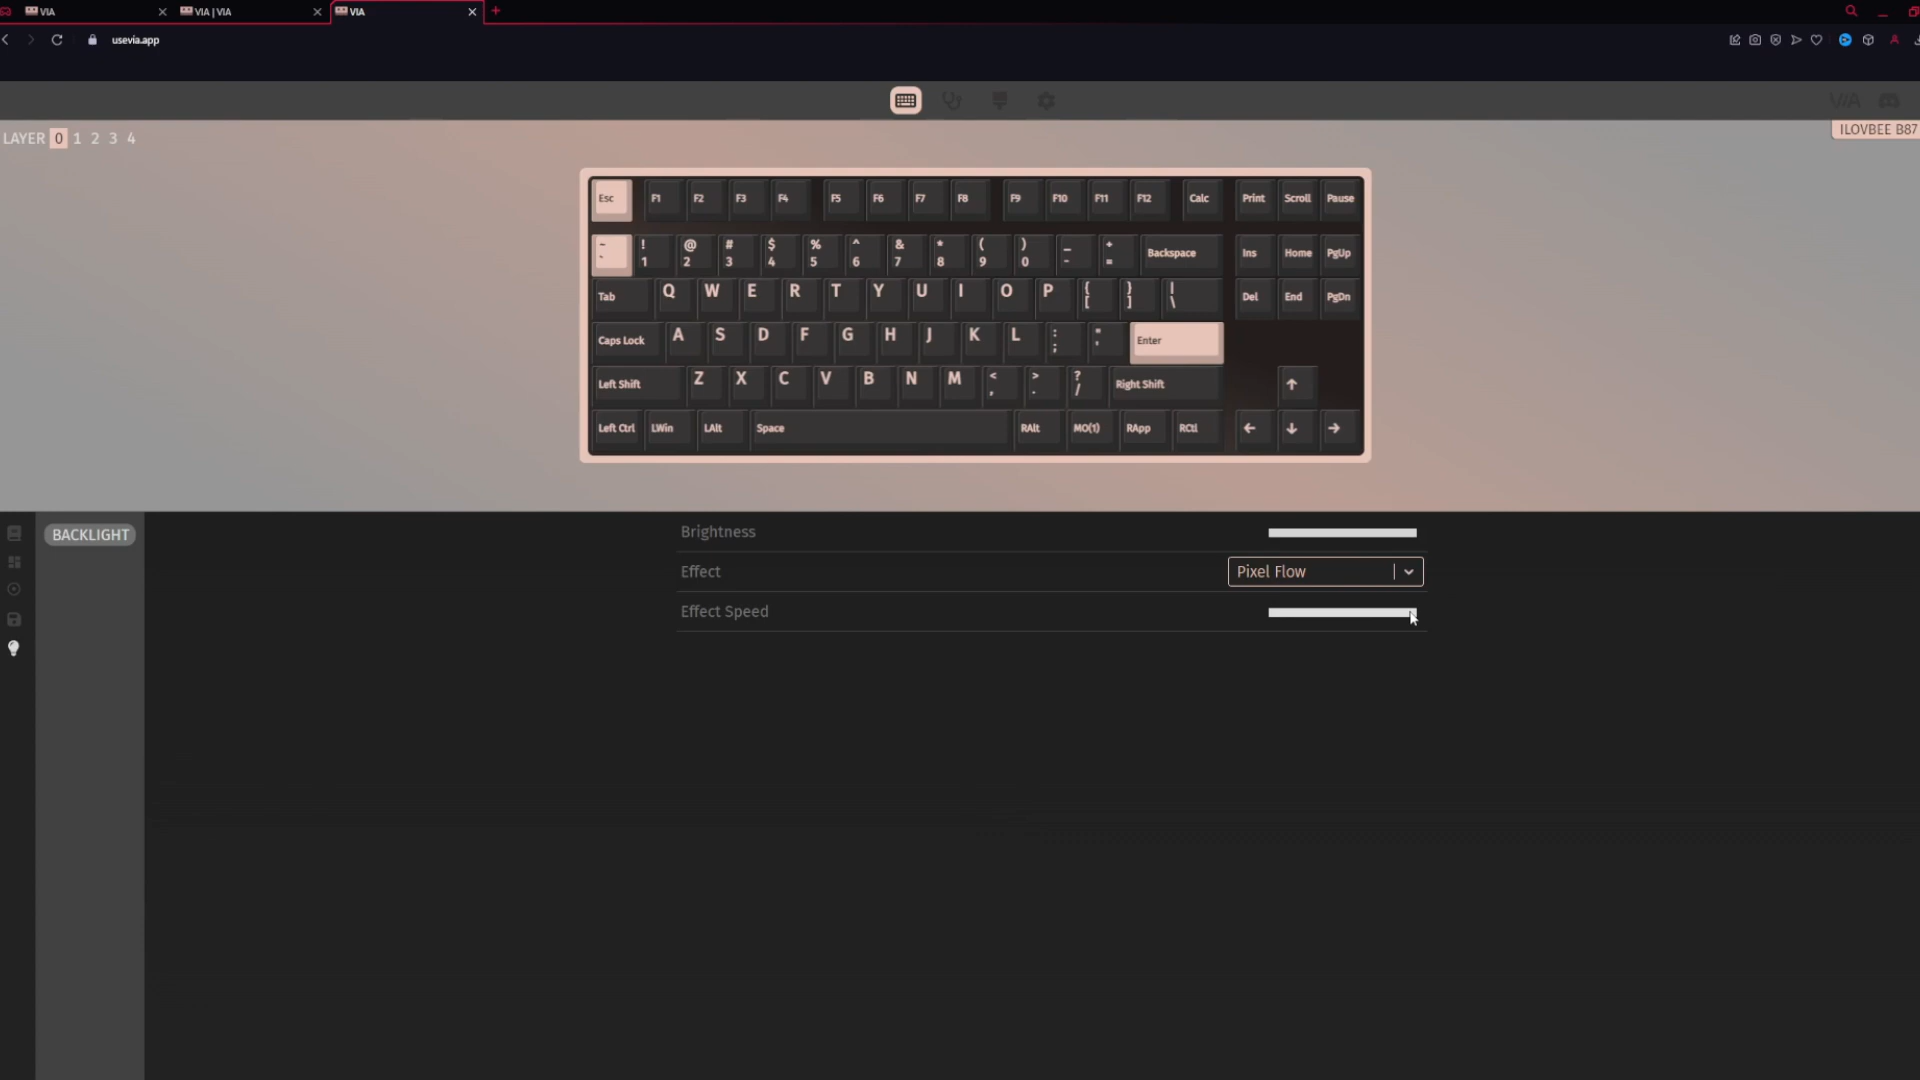 VIA VIA | VIA VIA
usevia.app
VIA
LAYER 0 1 2 3 4
ILOVBEE B87
Esc F1 F2 F3 F4 F5 F6 F7 F8 F9 F10 F11 F12 Calc Print Scroll Pause
~ ! @ # $ % ^ & * ( ) _ +
` 1 2 3 4 5 6 7 8 9 0 - = Backspace Ins Home PgUp
Tab Q W E R T Y U I O P { } |
[ ] \ Del End PgDn
Caps Lock A S D F G H J K L : " Enter
; '
Left Shift Z X C V B N M < > ? Right Shift ↑
, . /
Left Ctrl LWin LAlt Space RAlt MO(1) RApp RCtl ← ↓ →
BACKLIGHT
Brightness
Effect Pixel Flow
Effect Speed